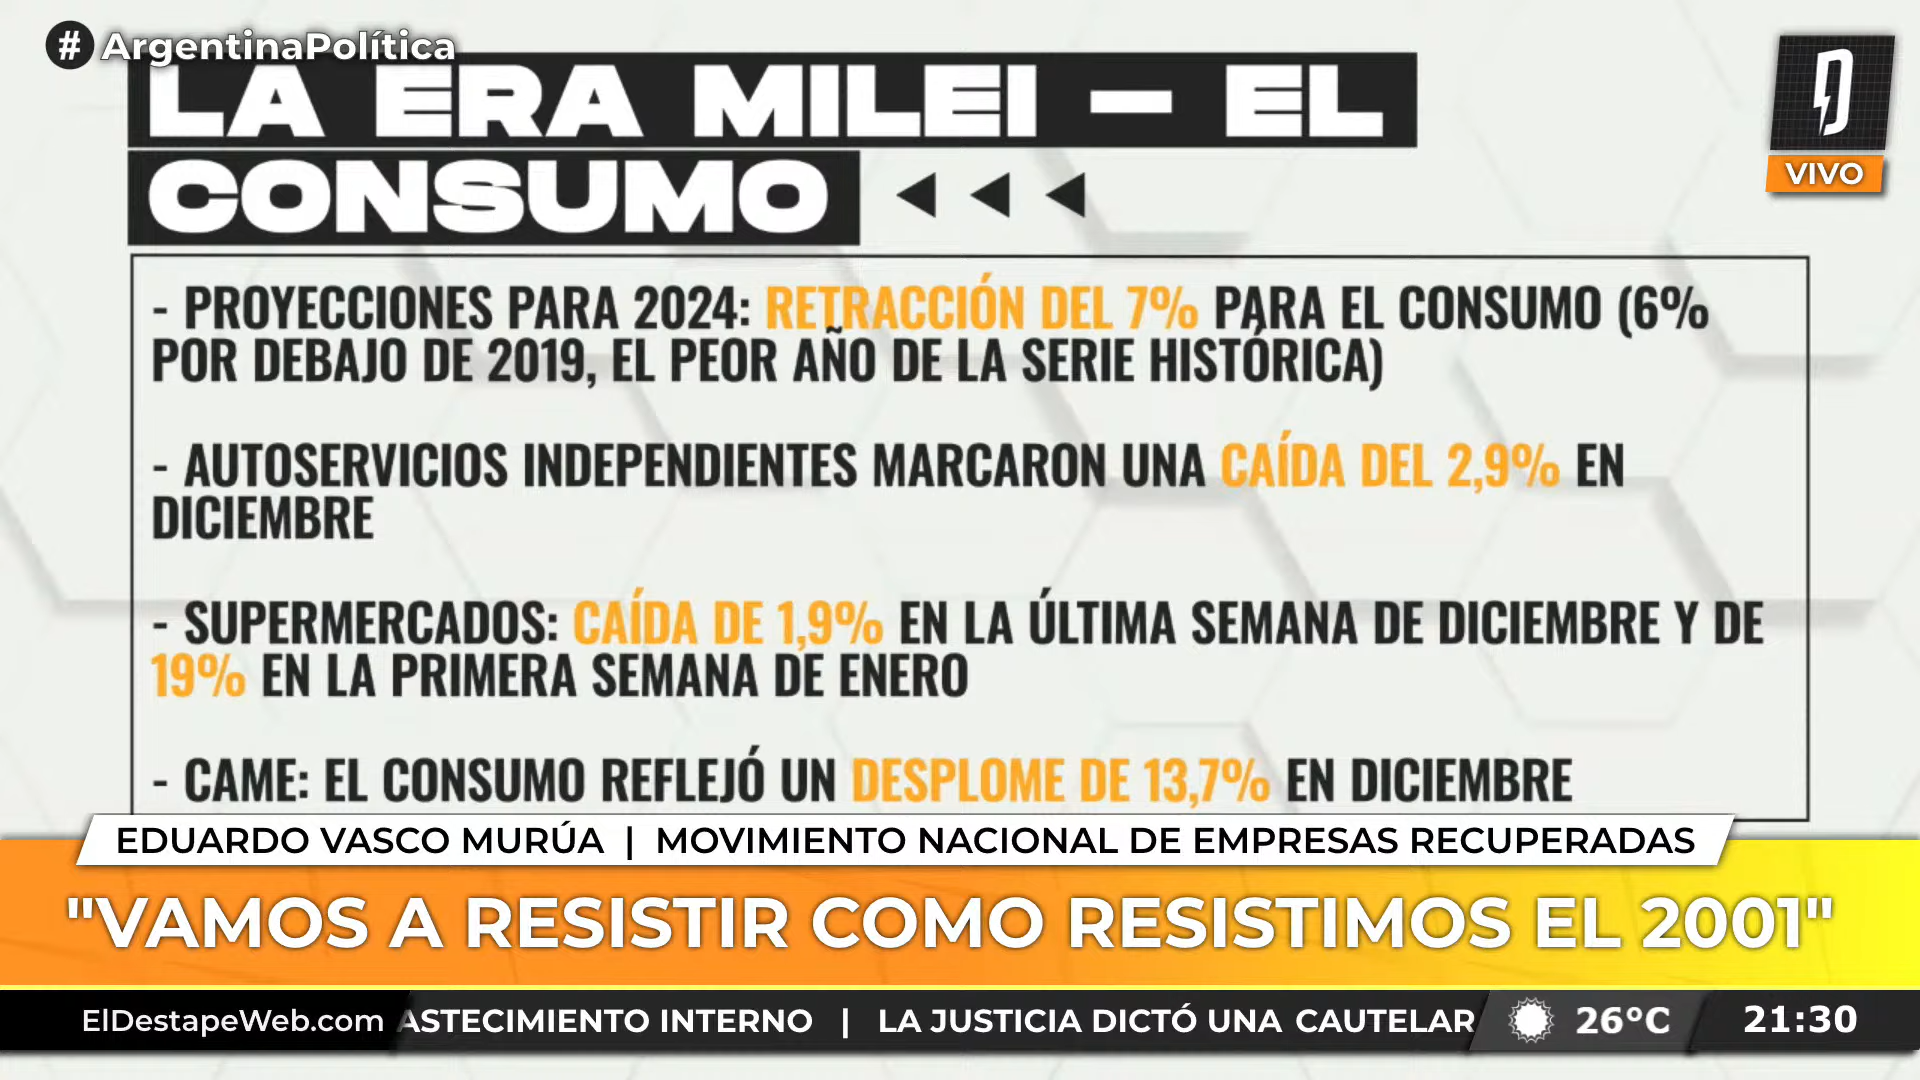 # ArgentinaPolítica
LA ERA MILEI – EL
CONSUMO
VIVO
- PROYECCIONES PARA 2024: RETRACCIÓN DEL 7% PARA EL CONSUMO (6%
POR DEBAJO DE 2019, EL PEOR AÑO DE LA SERIE HISTÓRICA)
- AUTOSERVICIOS INDEPENDIENTES MARCARON UNA CAÍDA DEL 2,9% EN
DICIEMBRE
- SUPERMERCADOS: CAÍDA DE 1,9% EN LA ÚLTIMA SEMANA DE DICIEMBRE Y DE
19% EN LA PRIMERA SEMANA DE ENERO
- CAME: EL CONSUMO REFLEJÓ UN DESPLOME DE 13,7% EN DICIEMBRE
EDUARDO VASCO MURÚA | MOVIMIENTO NACIONAL DE EMPRESAS RECUPERADAS
"VAMOS A RESISTIR COMO RESISTIMOS EL 2001"
ElDestapeWeb.com ASTECIMIENTO INTERNO | LA JUSTICIA DICTÓ UNA CAUTELAR 26°C 21:30